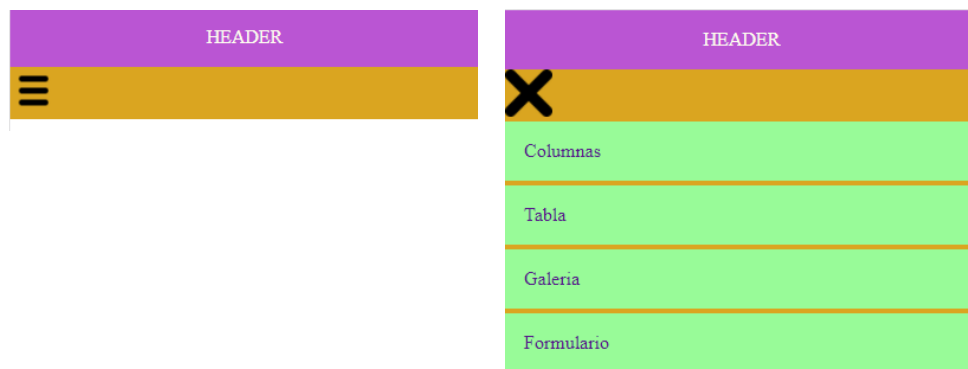 HEADER
HEADER
Columnas
Tabla
Galeria
Formulario